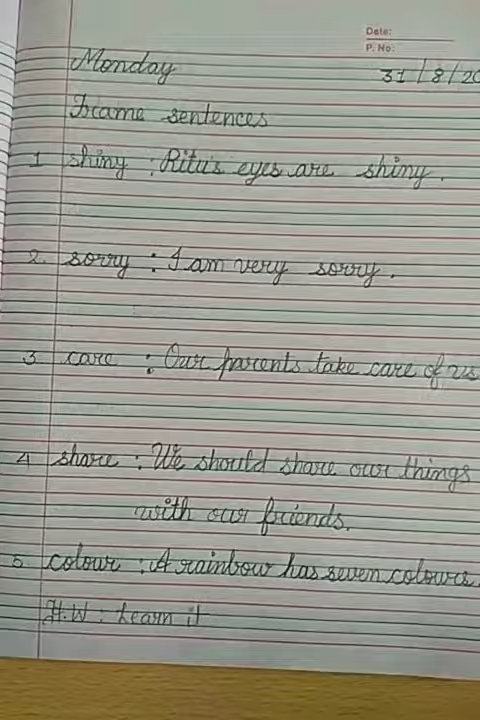 Date:
P. No:
Monday 31/8/20
Frame sentences
1 shiny : Ritu's eyes are shiny.
2. sorry : I am very sorry.
3 care : Our parents take care of us
4 share : We should share our things
with our friends.
5 colour : A rainbow has seven colours.
H.W : Learn it